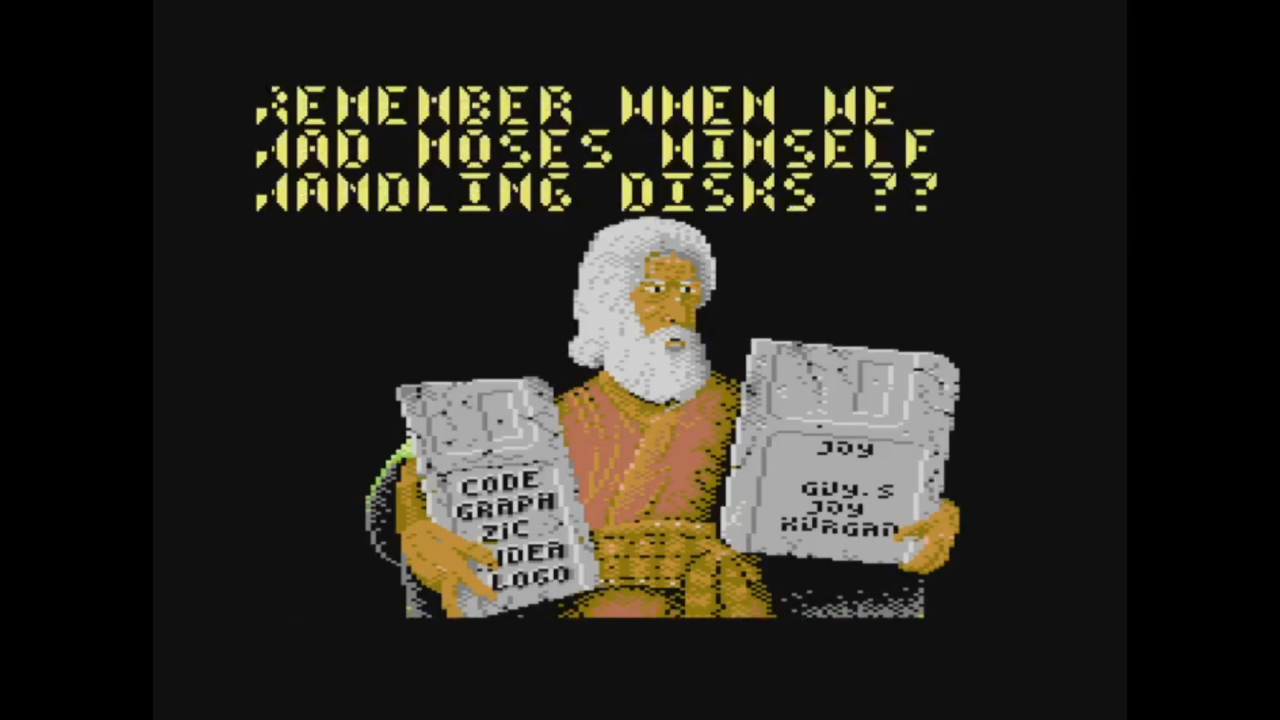 REMEMBER WHEN WE
HAD MOSES HIMSELF
HANDLING DISKS ??
CODE
GRAPH
ZiC
IDEA
LOGO
JOY
GUY.S
JOY
KURGAN